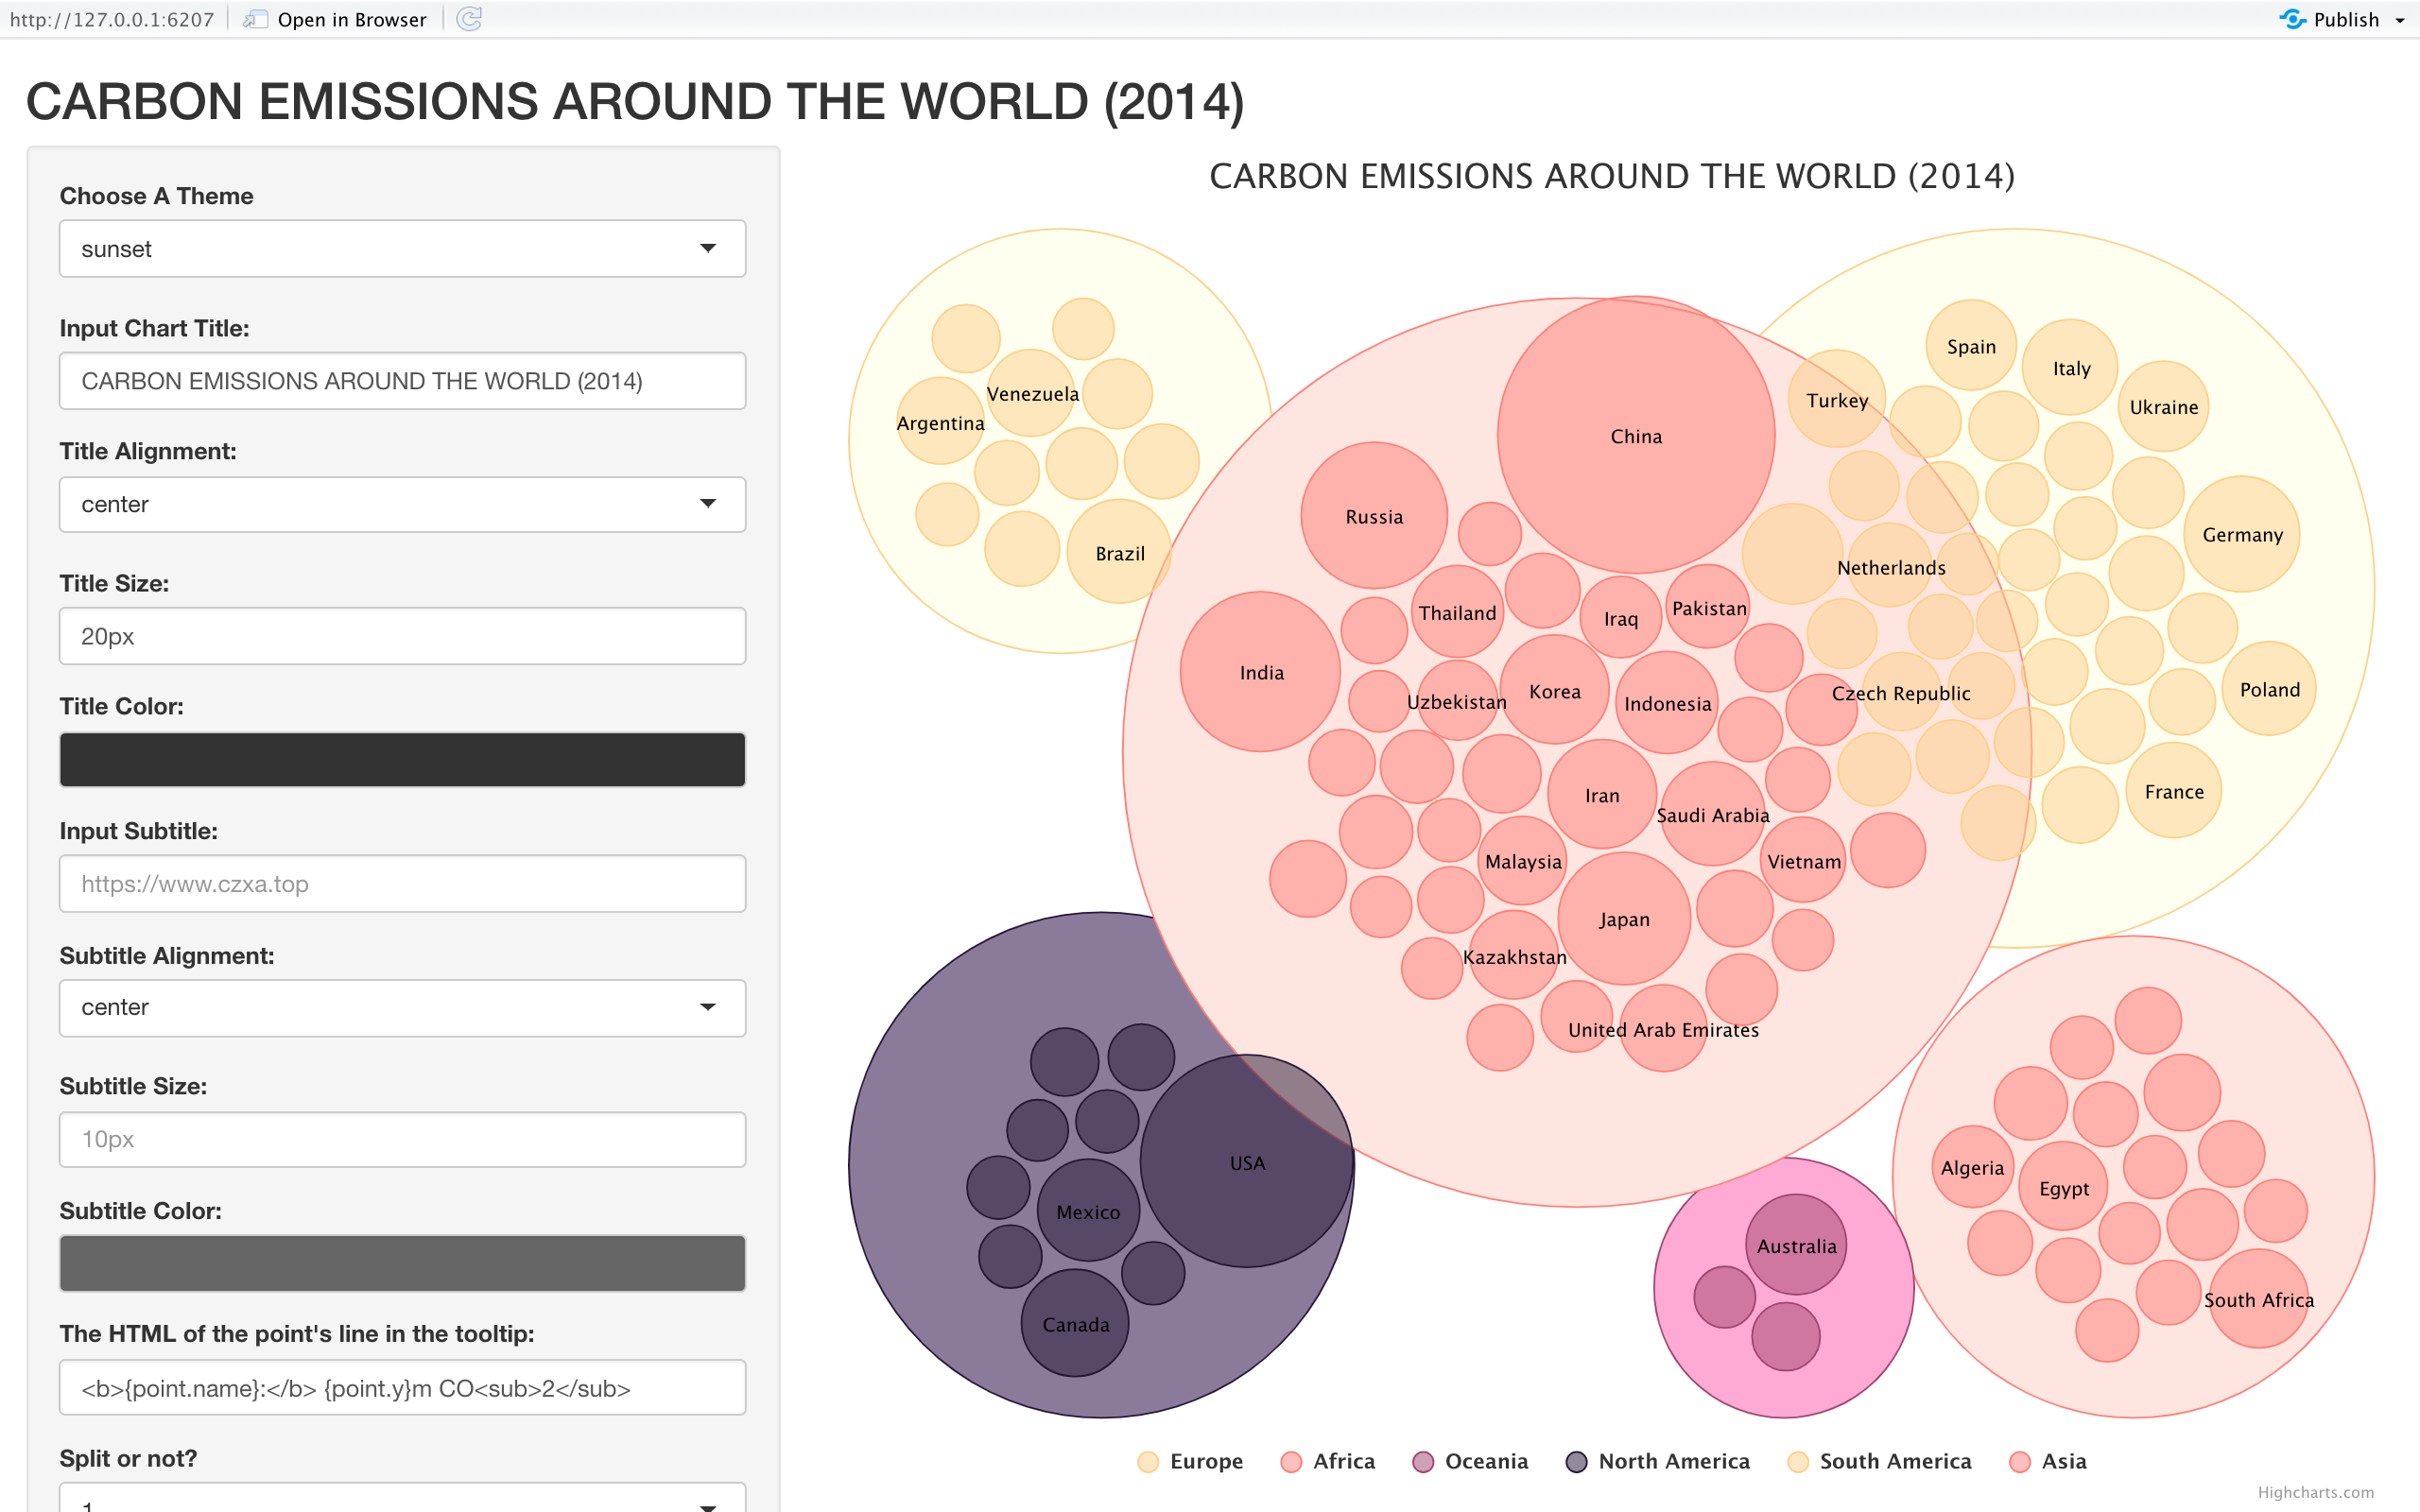 http://127.0.0.1:6207 Open in Browser Publish
CARBON EMISSIONS AROUND THE WORLD (2014)
Choose A Theme
sunset
Input Chart Title:
CARBON EMISSIONS AROUND THE WORLD (2014)
Title Alignment:
center
Title Size:
20px
Title Color:
Input Subtitle:
https://www.czxa.top
Subtitle Alignment:
center
Subtitle Size:
10px
Subtitle Color:
The HTML of the point's line in the tooltip:
<b>{point.name}:</b> {point.y}m CO<sub>2</sub>
Split or not?
1
CARBON EMISSIONS AROUND THE WORLD (2014)
Venezuela
Argentina
Brazil
China
Russia
India
Thailand
Iraq
Pakistan
Uzbekistan
Korea
Indonesia
Iran
Saudi Arabia
Malaysia
Vietnam
Japan
Kazakhstan
United Arab Emirates
Spain
Italy
Turkey
Ukraine
Germany
Netherlands
Czech Republic
Poland
France
USA
Mexico
Canada
Australia
Algeria
Egypt
South Africa
Europe Africa Oceania North America South America Asia
Highcharts.com